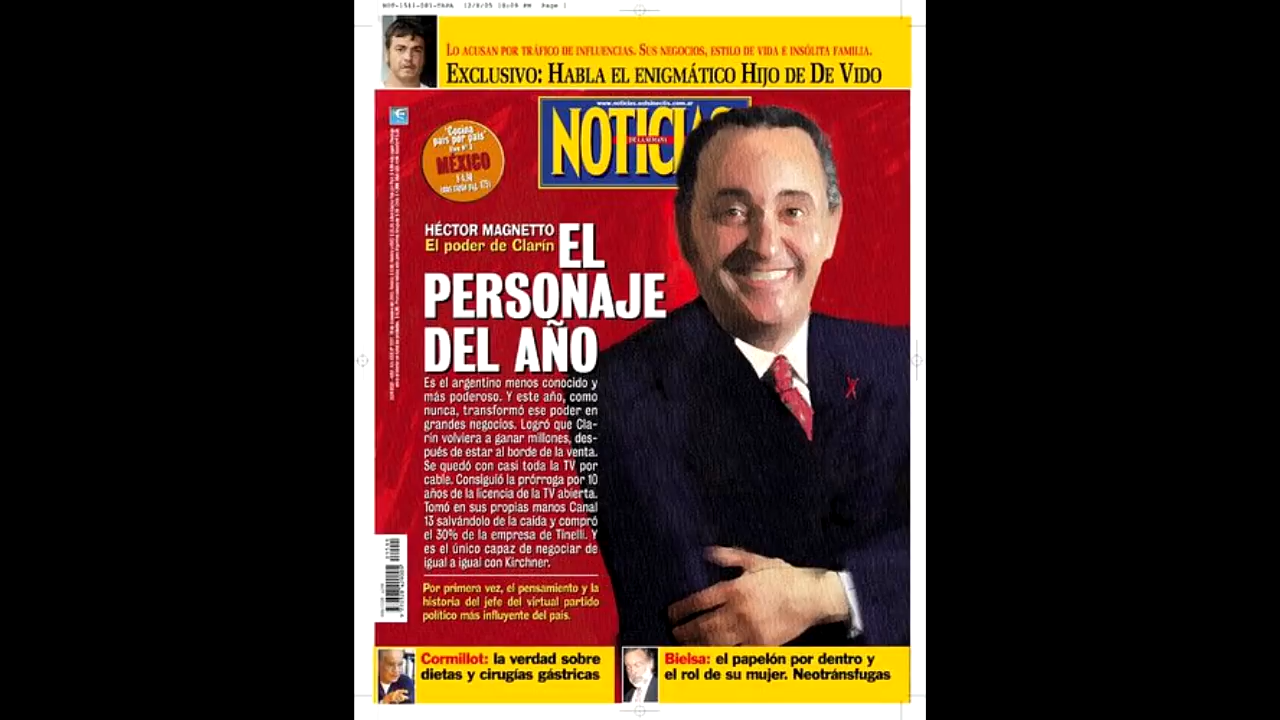 Lo acusan por tráfico de influencias. Sus negocios, estilo de vida e insólita familia.
Exclusivo: Habla el enigmático Hijo de De Vido
www.noticias.uolsinectis.com.ar
NOTICIAS
DE LA SEMANA
"Cocina
país por país"
MÉXICO
HÉCTOR MAGNETTO
El poder de Clarín
EL
PERSONAJE
DEL AÑO
Es el argentino menos conocido y
más poderoso. Y este año, como
nunca, transformó ese poder en
grandes negocios. Logró que Cla-
rín volviera a ganar millones, des-
pués de estar al borde de la venta.
Se quedó con casi toda la TV por
cable. Consiguió la prórroga por 10
años de la licencia de la TV abierta.
Tomó en sus propias manos Canal
13 salvándolo de la caída y compró
el 30% de la empresa de Tinelli. Y
es el único capaz de negociar de
igual a igual con Kirchner.
Por primera vez, el pensamiento y la
historia del jefe del virtual partido
político más influyente del país.
Cormillot: la verdad sobre
dietas y cirugías gástricas
Bielsa: el papelón por dentro y
el rol de su mujer. Neotránsfugas